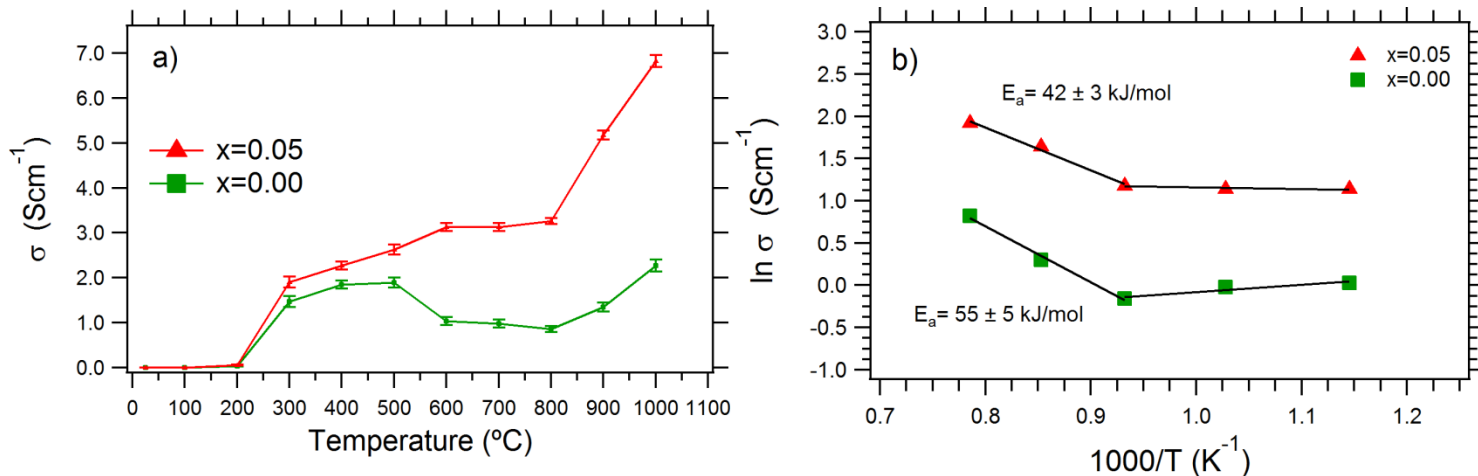 a)
7.0
6.0
5.0
4.0
3.0
2.0
1.0
0.0
σ (Scm⁻¹)
x=0.05
x=0.00
0 100 200 300 400 500 600 700 800 900 1000 1100
Temperature (ºC)
b)
3.0
2.5
2.0
1.5
1.0
0.5
0.0
-0.5
-1.0
ln σ (Scm⁻¹)
x=0.05
x=0.00
Eₐ= 42 ± 3 kJ/mol
Eₐ= 55 ± 5 kJ/mol
0.7 0.8 0.9 1.0 1.1 1.2
1000/T (K⁻¹)